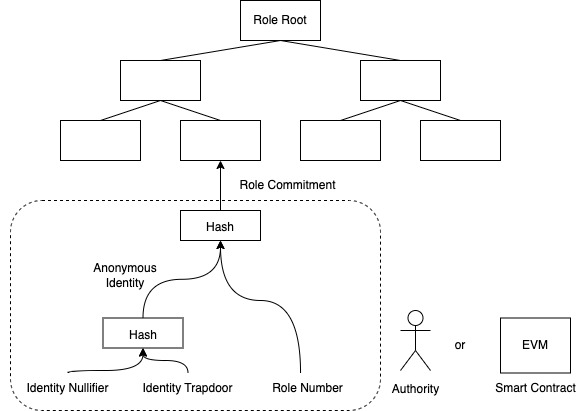 Role Root
Role Commitment
Hash
Anonymous
Identity
Hash
Identity Nullifier
Identity Trapdoor
Role Number
or
EVM
Authority
Smart Contract